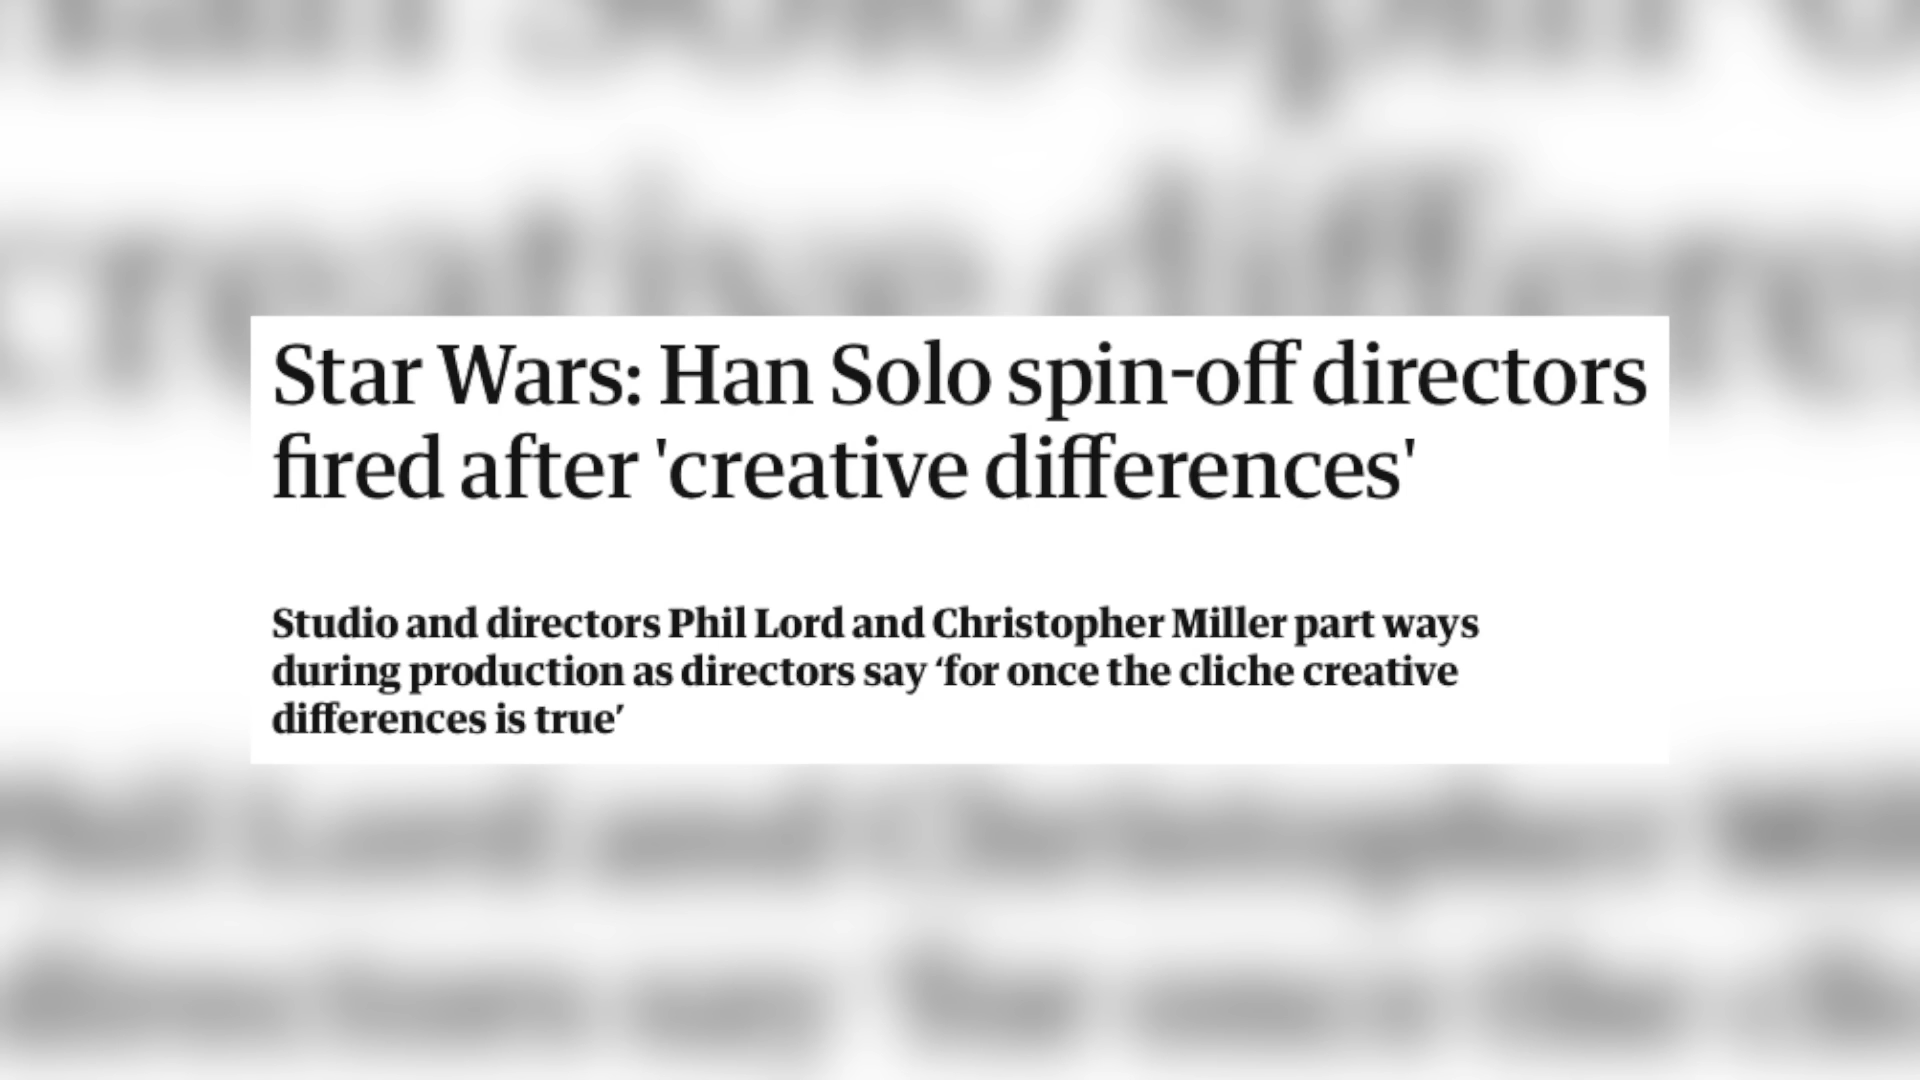 Star Wars: Han Solo spin-off directors
fired after 'creative differences'
Studio and directors Phil Lord and Christopher Miller part ways
during production as directors say ‘for once the cliche creative
differences is true’